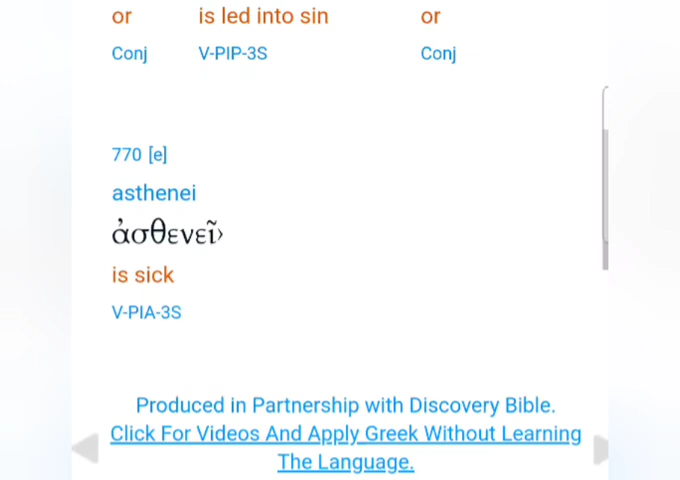 or is led into sin or
Conj V-PIP-3S Conj
770 [e]
asthenei
ἀσθενεῖ›
is sick
V-PIA-3S
Produced in Partnership with Discovery Bible.
Click For Videos And Apply Greek Without Learning
The Language.